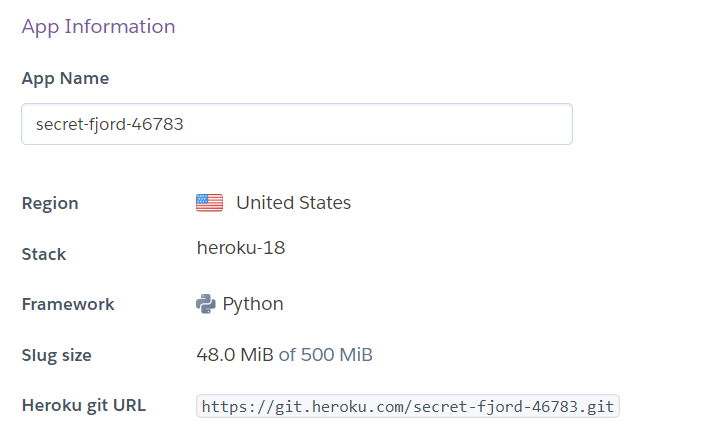 App Information
App Name
secret-fjord-46783
Region United States
Stack heroku-18
Framework Python
Slug size 48.0 MiB of 500 MiB
Heroku git URL https://git.heroku.com/secret-fjord-46783.git